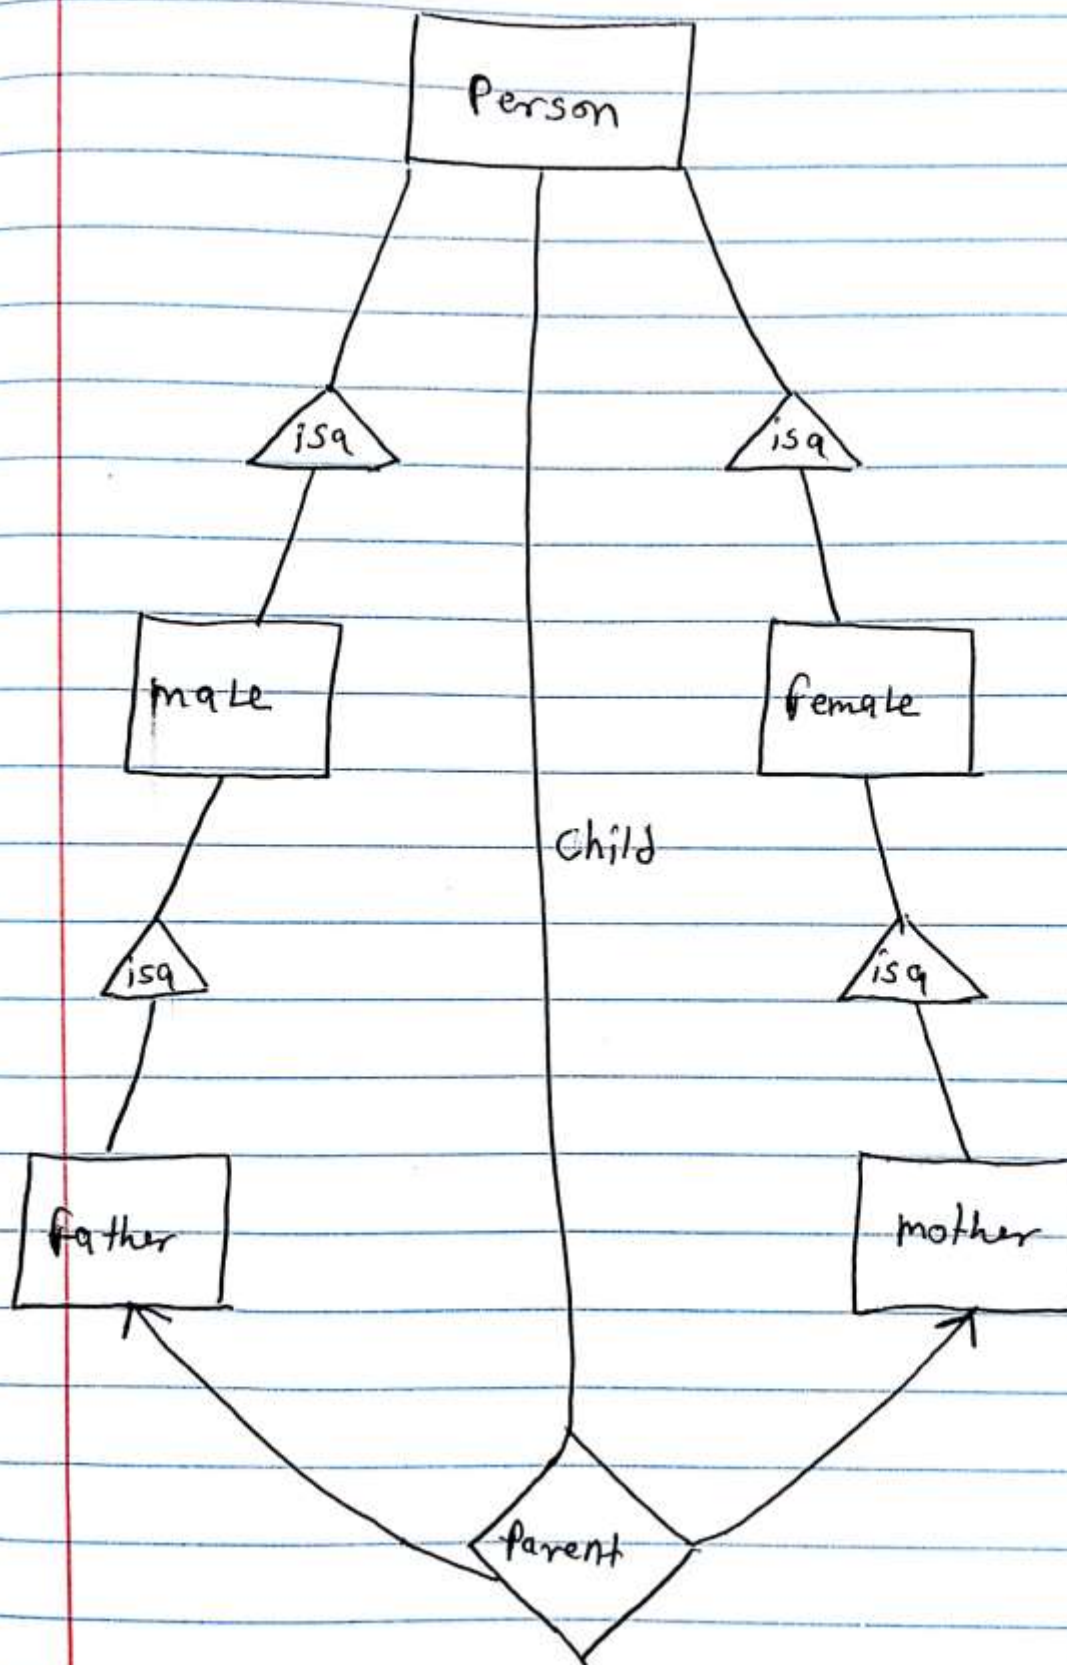 Person
isa
isa
male
female
child
isa
isa
father
mother
Parent